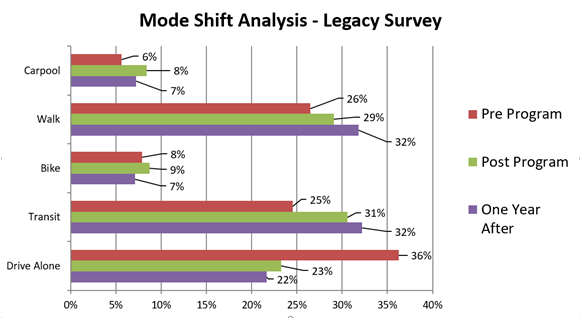 Mode Shift Analysis - Legacy Survey
Carpool
6%
8%
7%
Walk
26%
29%
32%
Bike
8%
9%
7%
Transit
25%
31%
32%
Drive Alone
36%
23%
22%
0% 5% 10% 15% 20% 25% 30% 35% 40%
Pre Program
Post Program
One Year
After